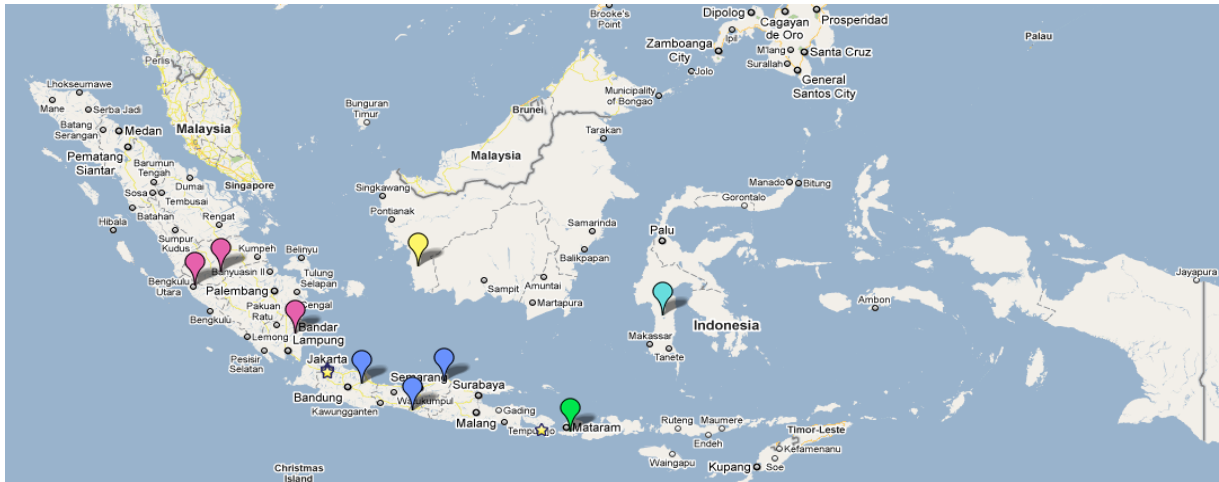 Brooke's
Point
Dipolog
Cagayan
de Oro
Prosperidad
Ipil
Palau
Zamboanga
City
M'lang
Santa Cruz
Surallah
Jolo
General
Santos City
Perlis
Lhokseumawe
Mane
Serba Jadi
Batang
Serangan
Medan
Malaysia
Bunguran
Timur
Municipality
of Bongao
Brunei
Tarakan
Pematang
Siantar
Malaysia
Barumun
Tengah
Dumai
Singapore
Sosa
Tembusai
Singkawang
Manado
Bitung
Gorontalo
Batahan
Rengat
Pontianak
Hibala
Samarinda
Palu
Sumpur
Kudus
Kumpeh
Belinyu
Balikpapan
Banyuasin II
Tulung
Selapan
Jayapura
Bengkulu
Utara
Palembang
Sampit
Amuntai
Martapura
Ambon
Pakuan
Ratu
Bengkulu
Bandar
Lampung
Indonesia
Lemong
Makassar
Tanete
Pesisir
Selatan
Jakarta
Semarang
Surabaya
Bandung
Kawungganten
Gading
Malang
Mataram
Ruteng
Maumere
Endeh
Timor-Leste
Kefamenanu
Waingapu
Kupang
Soe
Christmas
Island